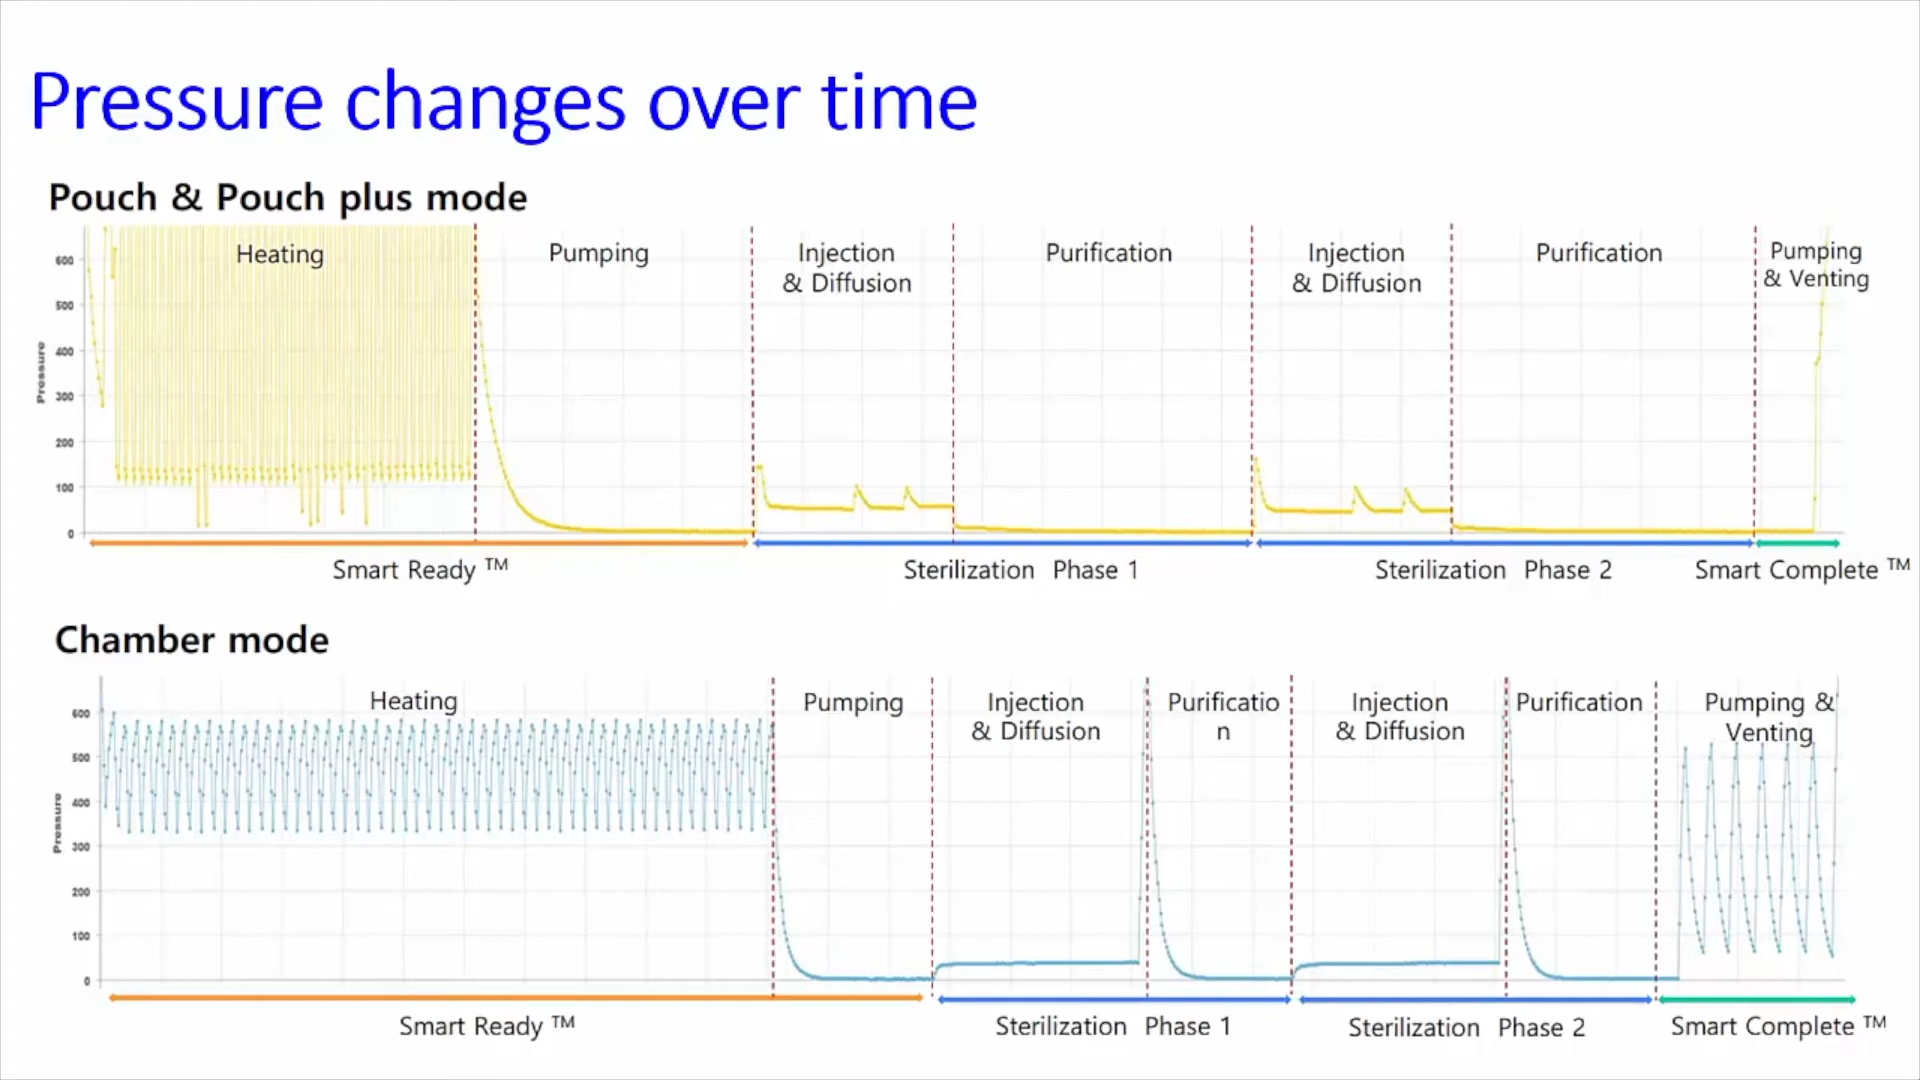 Pressure changes over time
Pouch & Pouch plus mode
Heating
Pumping
Injection
& Diffusion
Purification
Injection
& Diffusion
Purification
Pumping
& Venting
Pressure
600
500
400
300
200
100
0
Smart Ready ™
Sterilization Phase 1
Sterilization Phase 2
Smart Complete ™
Chamber mode
Heating
Pumping
Injection
& Diffusion
Purificatio
n
Injection
& Diffusion
Purification
Pumping &
Venting
Pressure
600
500
400
300
200
100
0
Smart Ready ™
Sterilization Phase 1
Sterilization Phase 2
Smart Complete ™